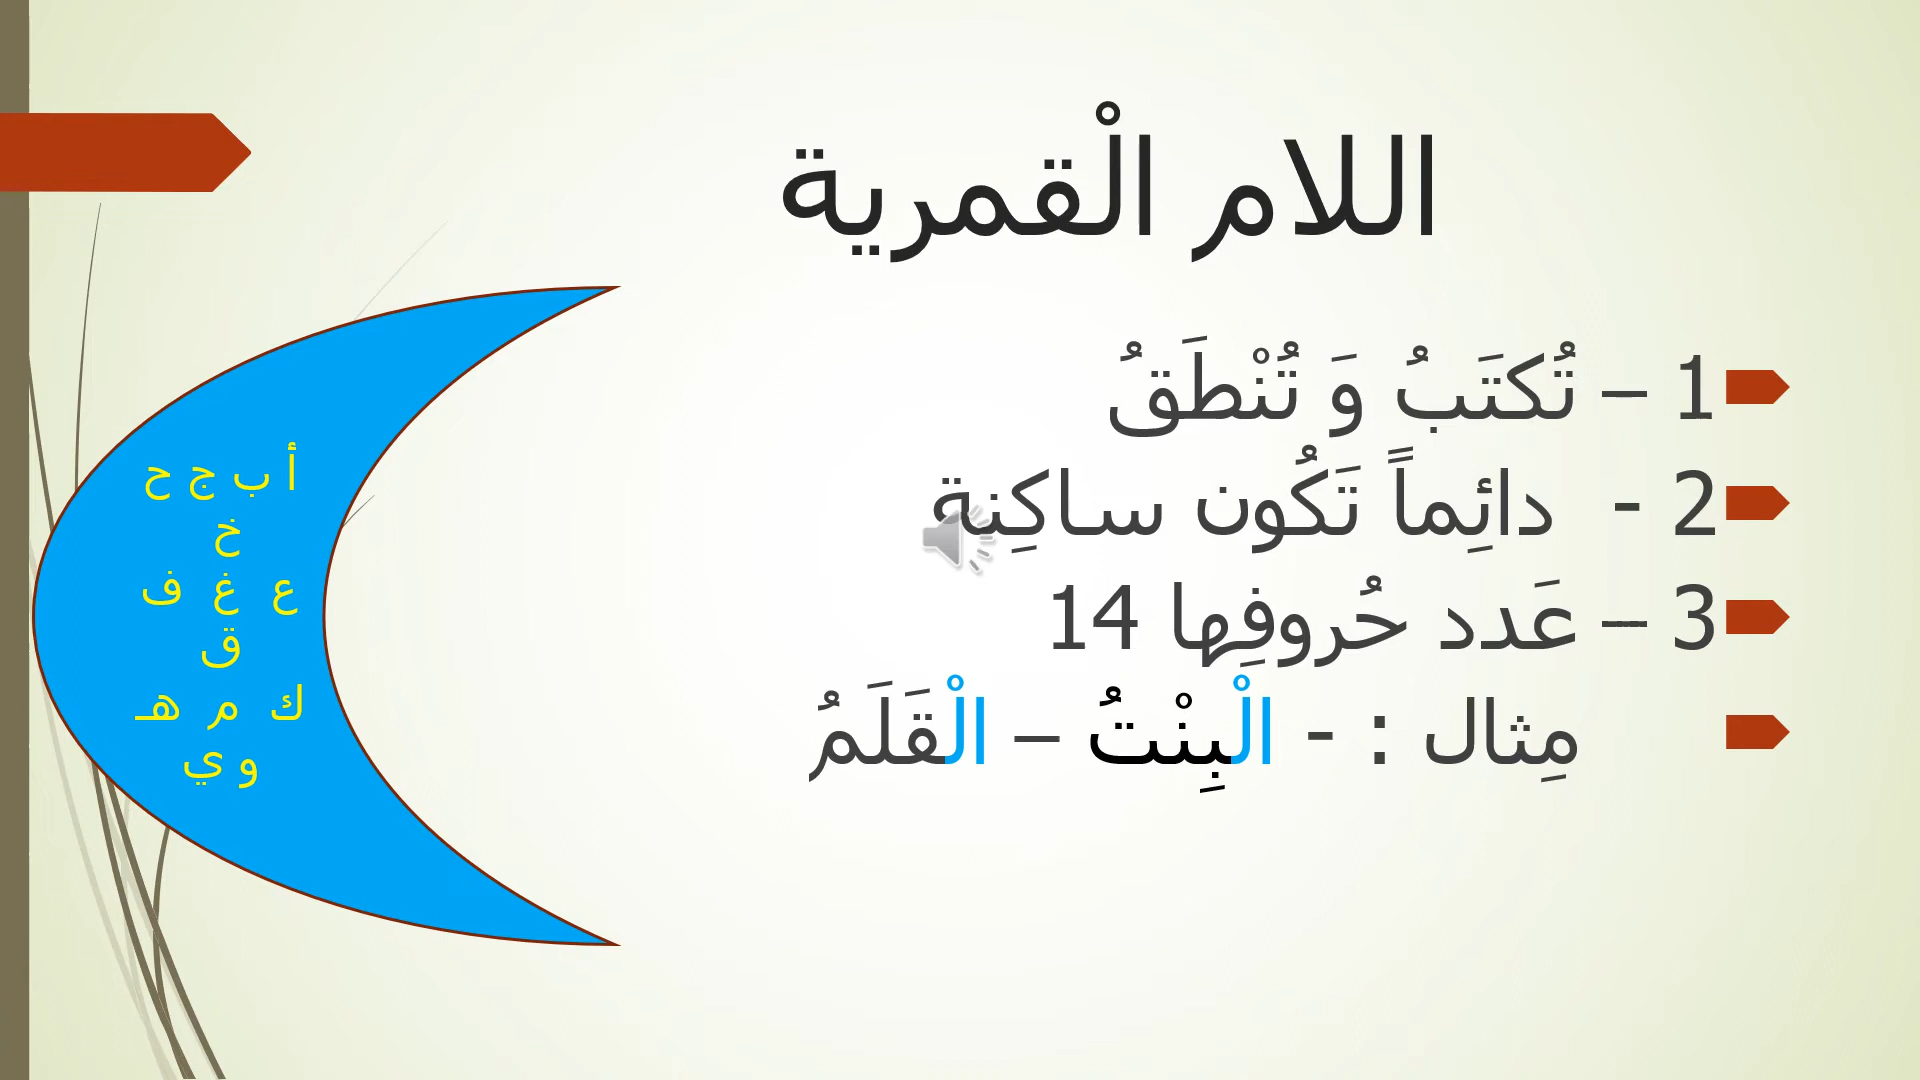 اللام الْقمرية
1 – تُكتَبُ وَ تُنْطَقُ
2 - دائِماً تَكُون ساكِنة
3 – عَدد حُروفِها 14
مِثال : - الْبِنْتُ – الْقَلَمُ
أ ب ج ح
خ
ع غ ف
ق
ك م هـ
و ي